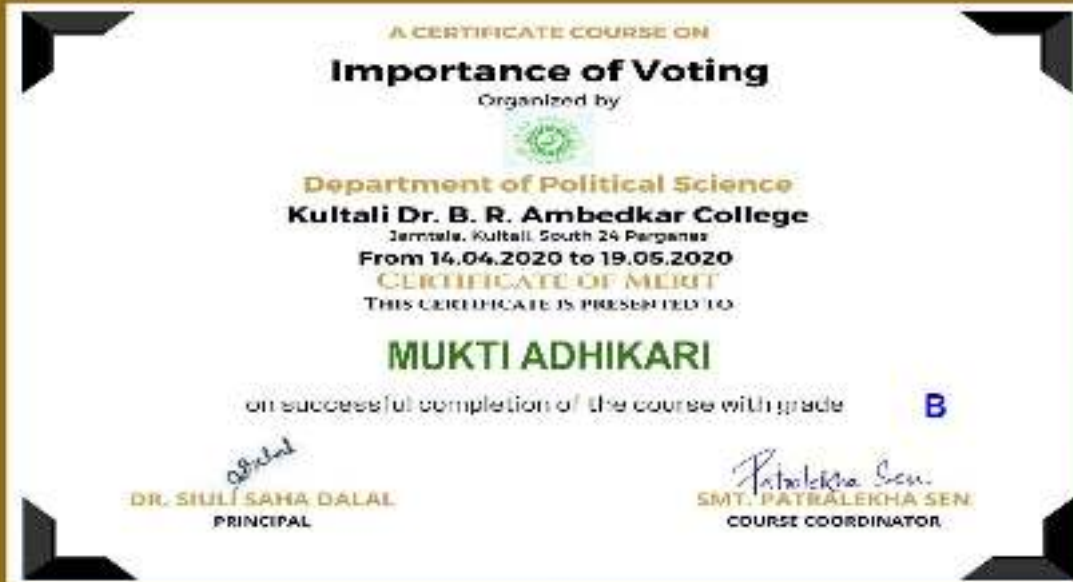 A CERTIFICATE COURSE ON
Importance of Voting
Organized by
Department of Political Science
Kultali Dr. B. R. Ambedkar College
Jamtala, Kultali, South 24 Parganas
From 14.04.2020 to 19.05.2020
CERTIFICATE OF MERIT
THIS CERTIFICATE IS PRESENTED TO
MUKTI ADHIKARI
on successful completion of the course with grade B
Patralekha Sen.
DR. SIULI SAHA DALAL SMT. PATRALEKHA SEN
PRINCIPAL COURSE COORDINATOR